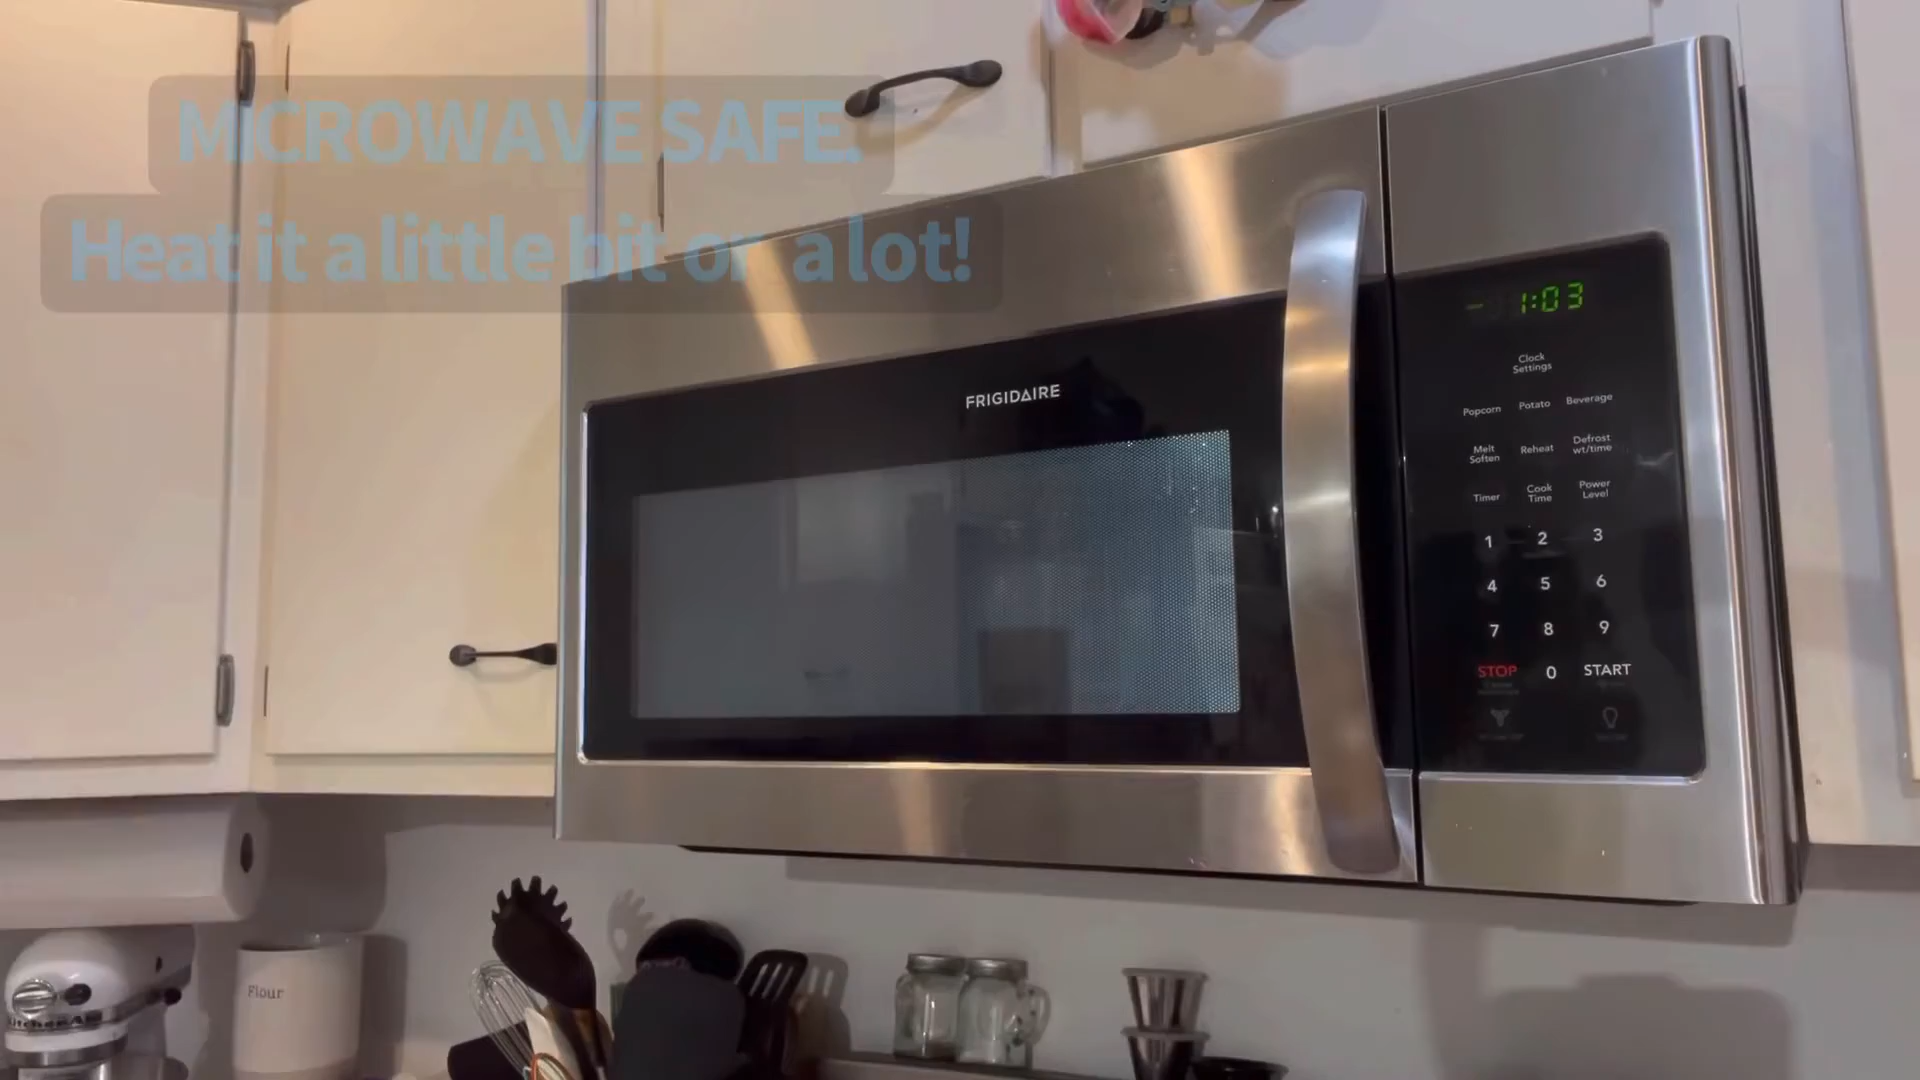 MICROWAVE SAFE.
Heat it a little bit or a lot!
FRIGIDAIRE
1:03
Clock
Settings
Popcorn Potato Beverage
Melt
Soften
Reheat
Defrost
wt/time
Timer
Cook
Time
Power
Level
1 2 3
4 5 6
7 8 9
STOP 0 START
Flour